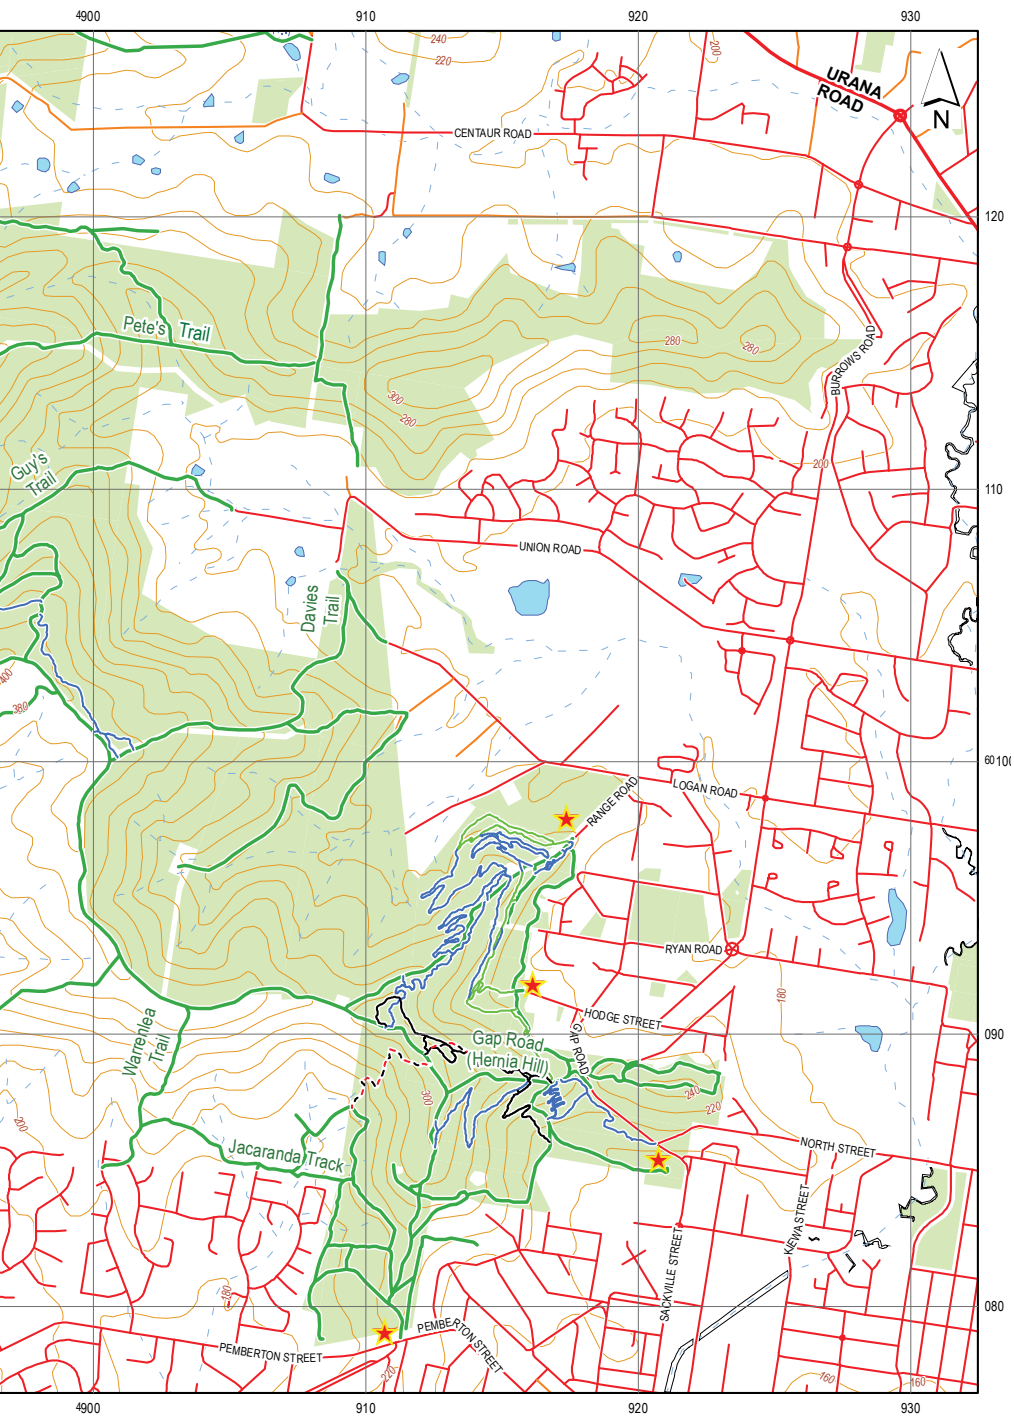 4900
910
920
930
240
220
200
URANA
ROAD
N
CENTAUR ROAD
120
Pete's Trail
280
280
BURROWS ROAD
300
280
Guy's
Trail
200
110
UNION ROAD
Davies
Trail
400
380
60100
LOGAN ROAD
RANGE ROAD
RYAN ROAD
180
HODGE STREET
GAP ROAD
090
Gap Road
(Hernia Hill)
Warrenlea
Trail
300
240
220
200
NORTH STREET
Jacaranda Track
KIEWA STREET
SACKVILLE STREET
180
080
PEMBERTON STREET
PEMBERTON STREET
220
160
160
4900
910
920
930